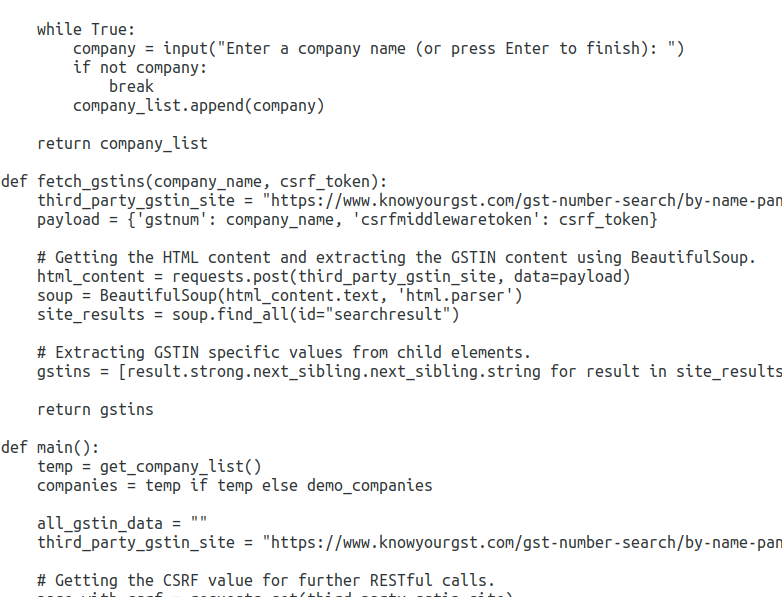 while True:
        company = input("Enter a company name (or press Enter to finish): ")
        if not company:
            break
        company_list.append(company)

    return company_list

def fetch_gstins(company_name, csrf_token):
    third_party_gstin_site = "https://www.knowyourgst.com/gst-number-search/by-name-pan
    payload = {'gstnum': company_name, 'csrfmiddlewaretoken': csrf_token}

    # Getting the HTML content and extracting the GSTIN content using BeautifulSoup.
    html_content = requests.post(third_party_gstin_site, data=payload)
    soup = BeautifulSoup(html_content.text, 'html.parser')
    site_results = soup.find_all(id="searchresult")

    # Extracting GSTIN specific values from child elements.
    gstins = [result.strong.next_sibling.next_sibling.string for result in site_results

    return gstins

def main():
    temp = get_company_list()
    companies = temp if temp else demo_companies

    all_gstin_data = ""
    third_party_gstin_site = "https://www.knowyourgst.com/gst-number-search/by-name-pan

    # Getting the CSRF value for further RESTful calls.